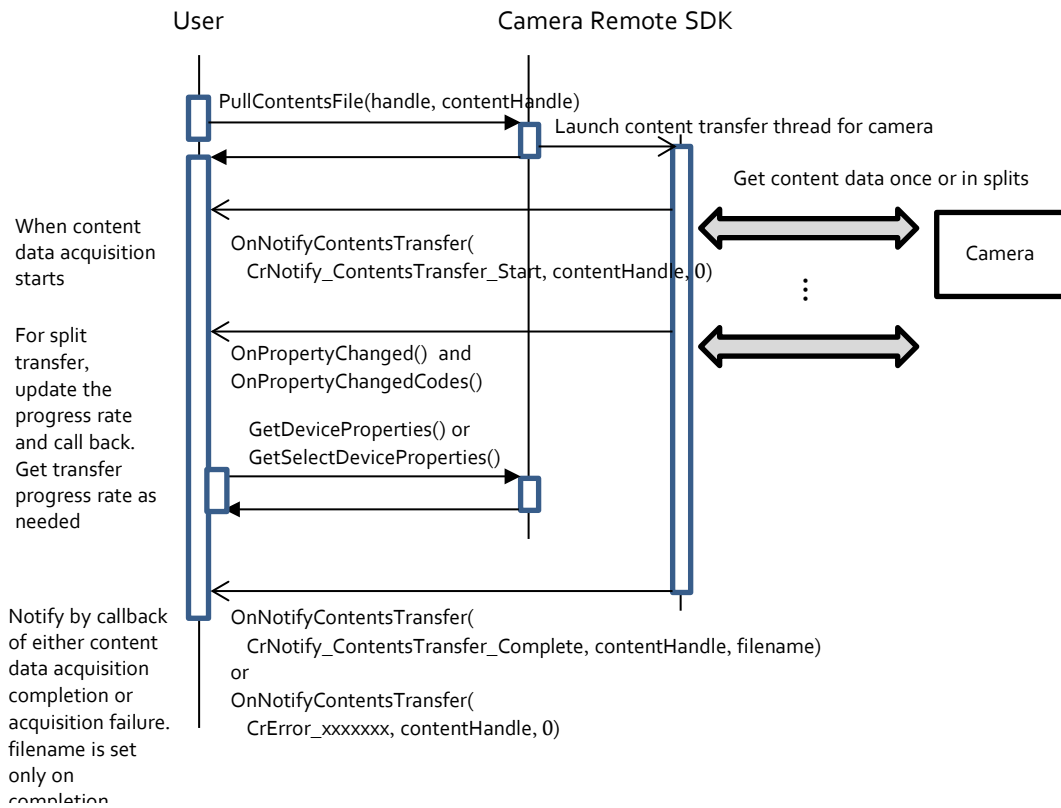 User
Camera Remote SDK
PullContentsFile(handle, contentHandle)
Launch content transfer thread for camera
Get content data once or in splits
When content
data acquisition
starts
OnNotifyContentsTransfer(
CrNotify_ContentsTransfer_Start, contentHandle, 0)
Camera
⋮
For split
transfer,
update the
progress rate
and call back.
Get transfer
progress rate as
needed
OnPropertyChanged() and
OnPropertyChangedCodes()
GetDeviceProperties() or
GetSelectDeviceProperties()
Notify by callback
of either content
data acquisition
completion or
acquisition failure.
filename is set
only on
completion
OnNotifyContentsTransfer(
CrNotify_ContentsTransfer_Complete, contentHandle, filename)
or
OnNotifyContentsTransfer(
CrError_xxxxxxx, contentHandle, 0)